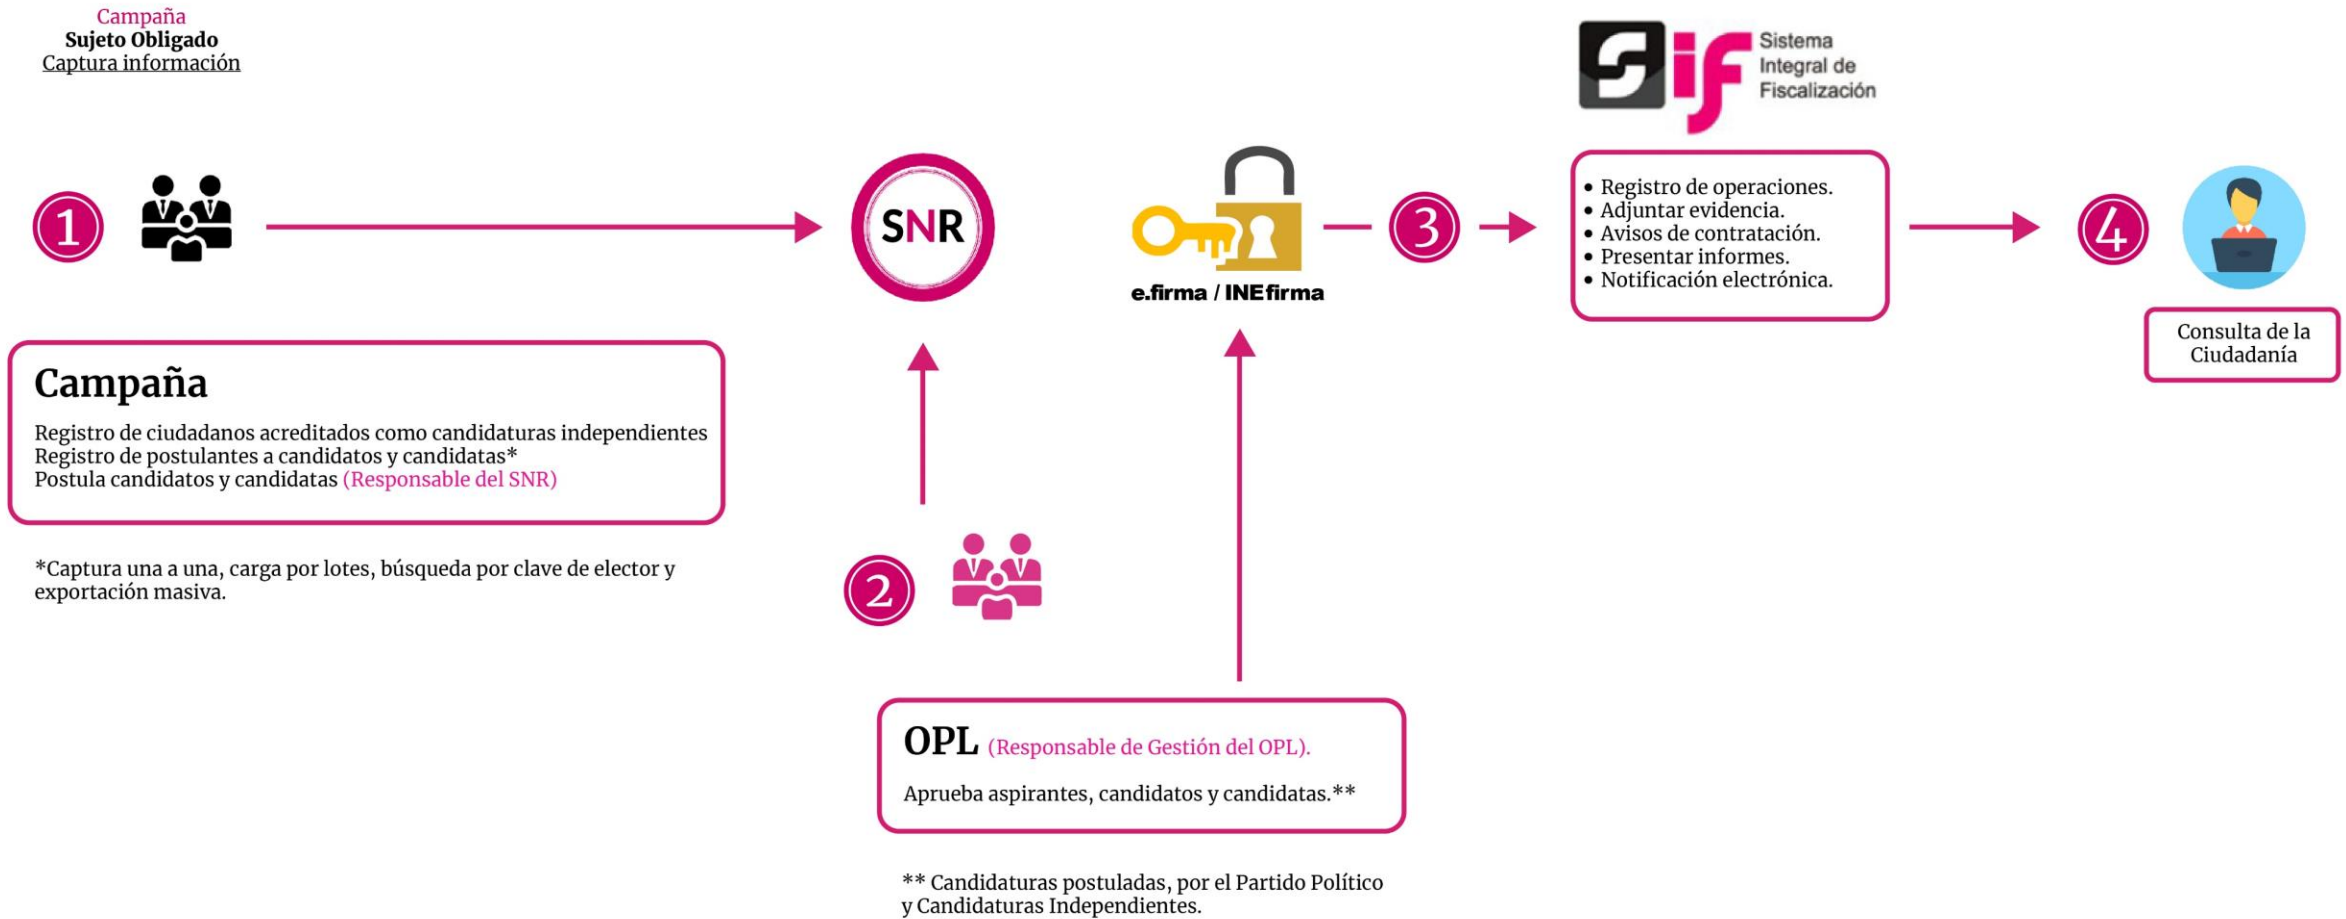 Campaña
Sujeto Obligado
Captura información
Sif
Sistema
Integral de
Fiscalización
1
SNR
e.firma / INEfirma
3
• Registro de operaciones.
• Adjuntar evidencia.
• Avisos de contratación.
• Presentar informes.
• Notificación electrónica.
4
Consulta de la
Ciudadanía
Campaña
Registro de ciudadanos acreditados como candidaturas independientes
Registro de postulantes a candidatos y candidatas*
Postula candidatos y candidatas (Responsable del SNR)
*Captura una a una, carga por lotes, búsqueda por clave de elector y
exportación masiva.
2
OPL (Responsable de Gestión del OPL).
Aprueba aspirantes, candidatos y candidatas.**
** Candidaturas postuladas, por el Partido Político
y Candidaturas Independientes.